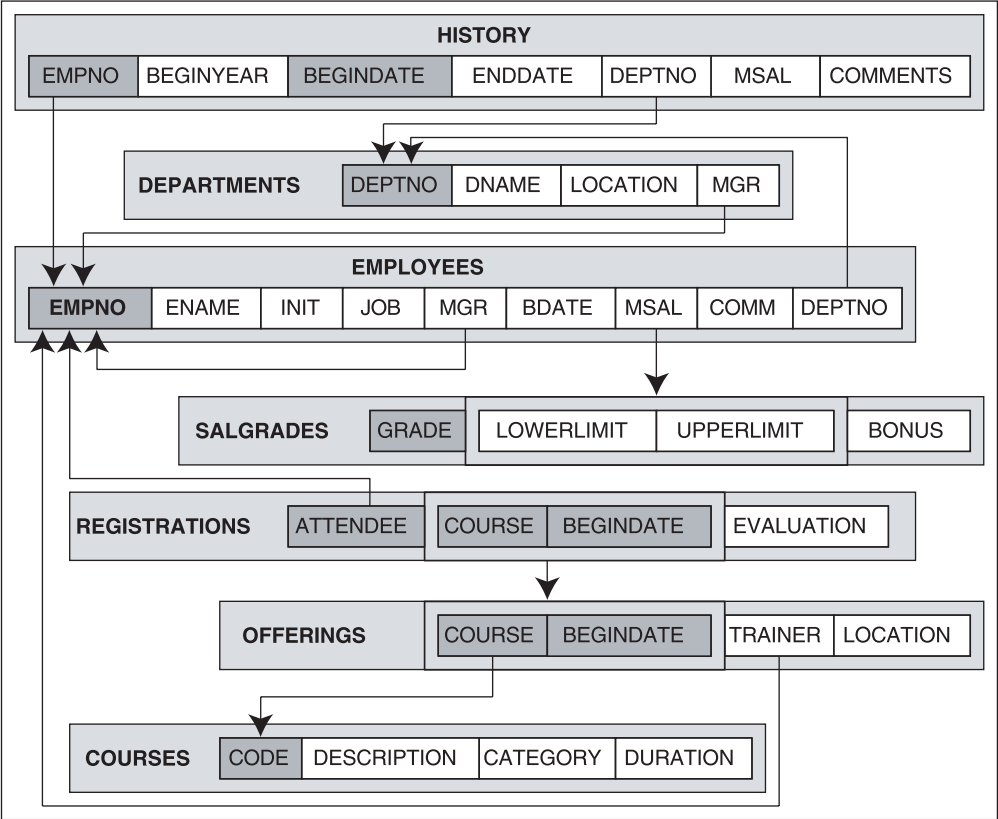 HISTORY
EMPNO BEGINYEAR BEGINDATE ENDDATE DEPTNO MSAL COMMENTS
DEPARTMENTS DEPTNO DNAME LOCATION MGR
EMPLOYEES
EMPNO ENAME INIT JOB MGR BDATE MSAL COMM DEPTNO
SALGRADES GRADE LOWERLIMIT UPPERLIMIT BONUS
REGISTRATIONS ATTENDEE COURSE BEGINDATE EVALUATION
OFFERINGS COURSE BEGINDATE TRAINER LOCATION
COURSES CODE DESCRIPTION CATEGORY DURATION